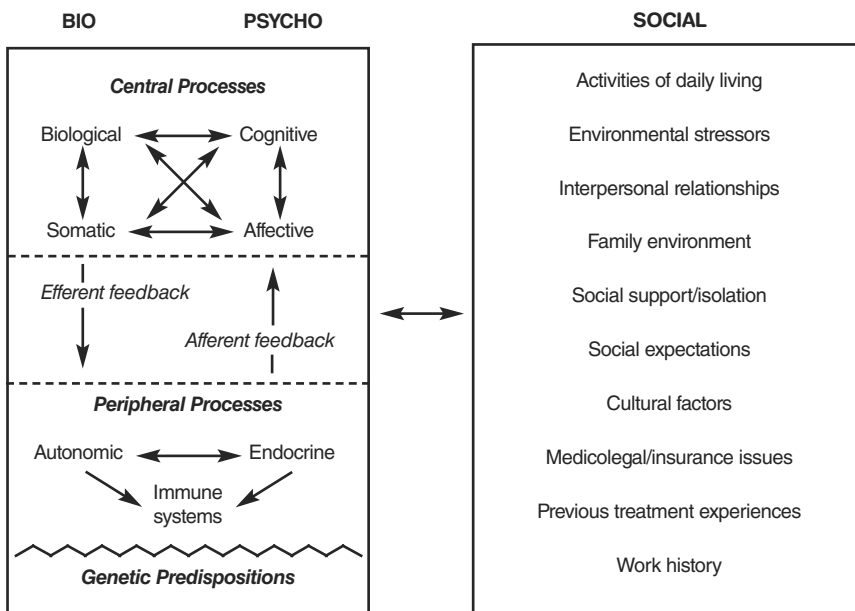 BIO PSYCHO
Central Processes
Biological Cognitive
Somatic Affective
Efferent feedback
Afferent feedback
Peripheral Processes
Autonomic Endocrine
Immune
systems
Genetic Predispositions
SOCIAL
Activities of daily living
Environmental stressors
Interpersonal relationships
Family environment
Social support/isolation
Social expectations
Cultural factors
Medicolegal/insurance issues
Previous treatment experiences
Work history